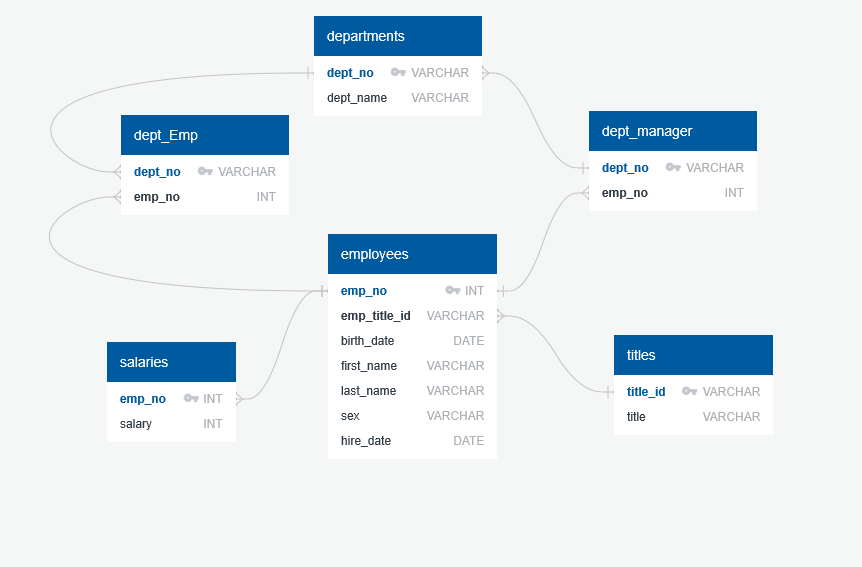 departments
dept_no VARCHAR
dept_name VARCHAR
dept_Emp
dept_no VARCHAR
emp_no INT
dept_manager
dept_no VARCHAR
emp_no INT
employees
emp_no INT
emp_title_id VARCHAR
birth_date DATE
first_name VARCHAR
last_name VARCHAR
sex VARCHAR
hire_date DATE
salaries
emp_no INT
salary INT
titles
title_id VARCHAR
title VARCHAR